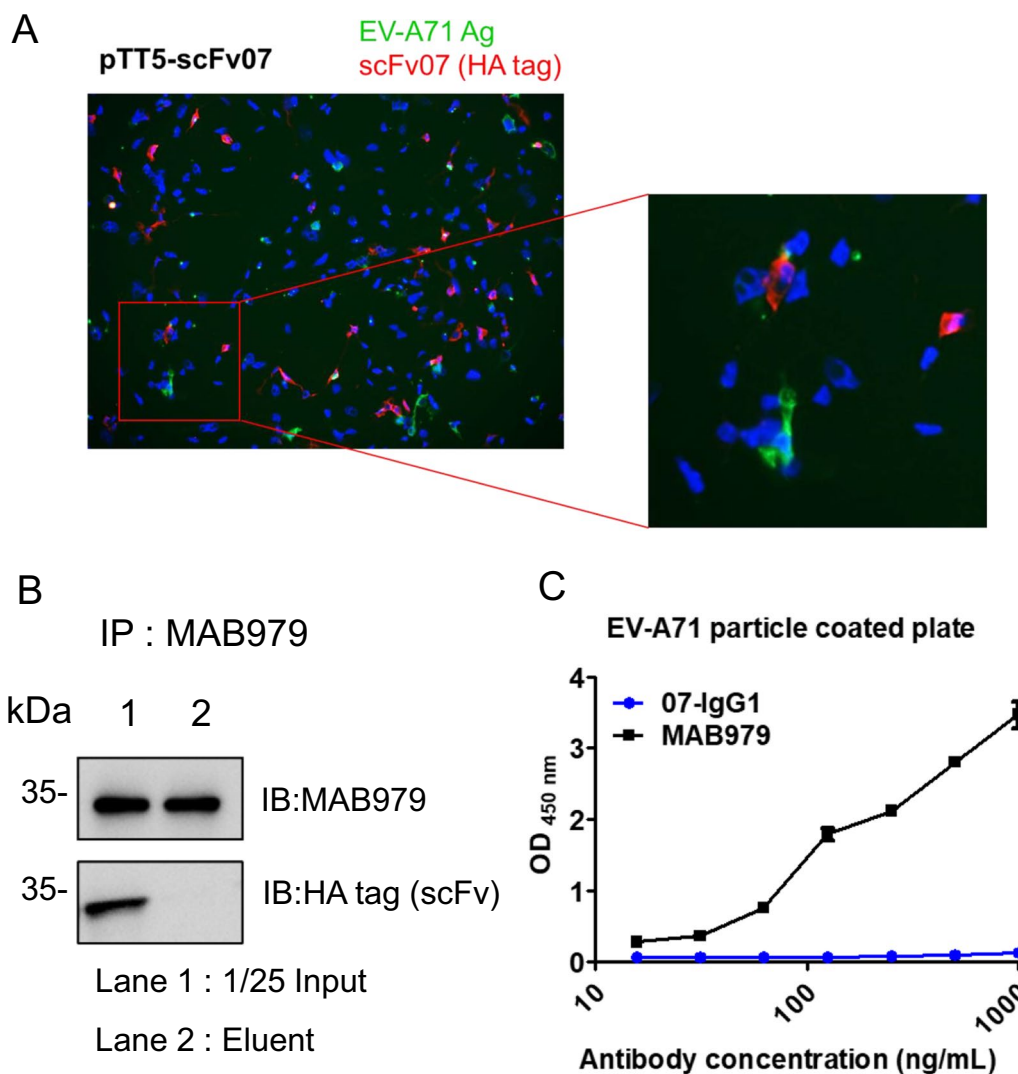 A
pTT5-scFv07
EV-A71 Ag
scFv07 (HA tag)
B
IP : MAB979
kDa 1 2
35- IB:MAB979
35- IB:HA tag (scFv)
Lane 1 : 1/25 Input
Lane 2 : Eluent
C
EV-A71 particle coated plate
07-IgG1
MAB979
OD 450 nm
4
3
2
1
0
10 100 1000
Antibody concentration (ng/mL)